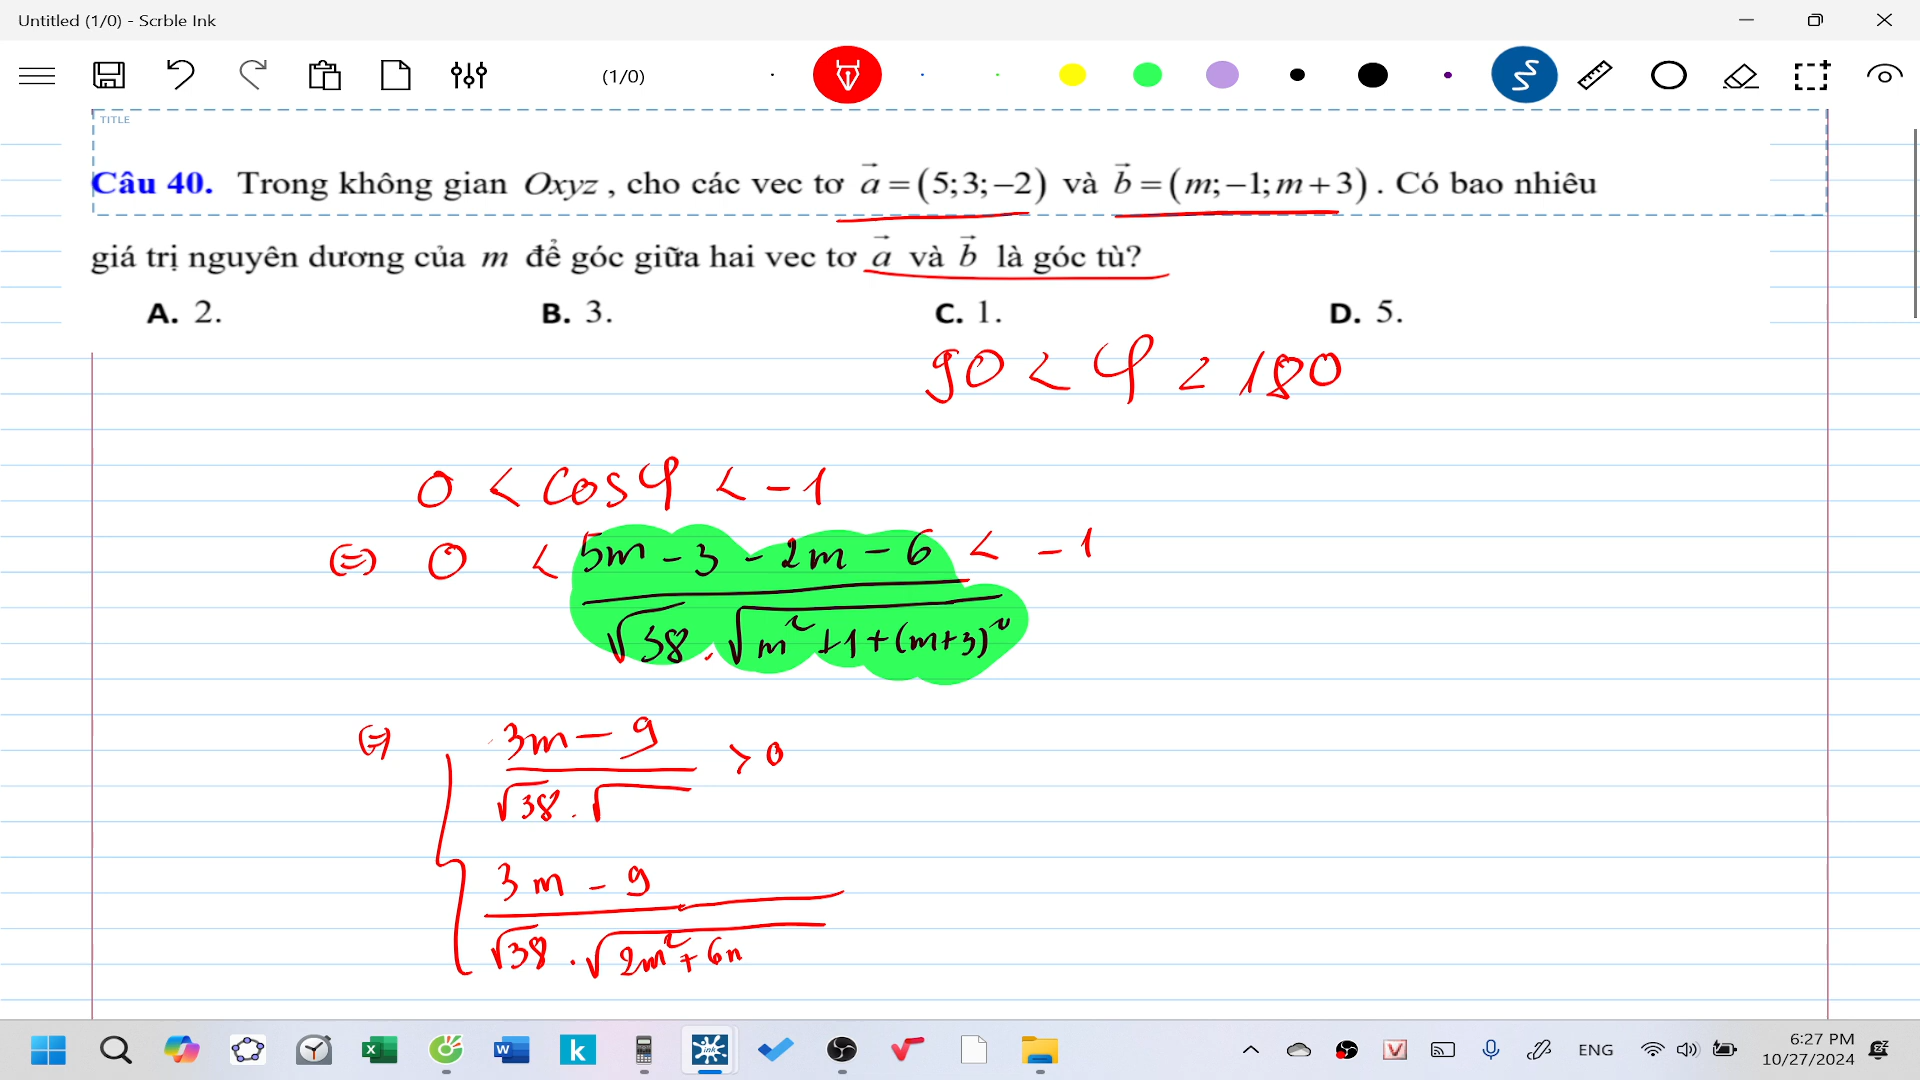 Untitled (1/0) - Scrble Ink
(1/0)
TITLE
Câu 40. Trong không gian Oxyz , cho các vec tơ a⃗ = (5;3;−2) và b⃗ = (m;−1;m+3) . Có bao nhiêu
giá trị nguyên dương của m để góc giữa hai vec tơ a⃗ và b⃗ là góc tù?
A. 2. B. 3. C. 1. D. 5.
90 < φ < 180
0 < cosφ < -1
(=) 0 < (5m - 3 - 2m - 6)/(√38 . √(m² + 1 + (m+3)²)) < -1
(=) { (3m - 9)/(√38 . √) > 0
(3m - 9)/(√38 . √(2m² + 6n))
ENG
6:27 PM
10/27/2024